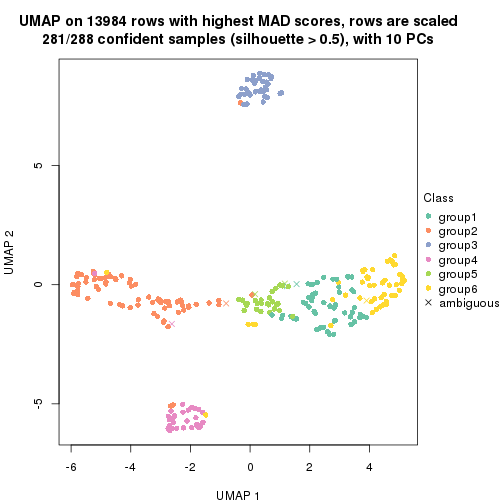 UMAP on 13984 rows with highest MAD scores, rows are scaled
281/288 confident samples (silhouette > 0.5), with 10 PCs
UMAP 2
5
0
-5
-6
-4
-2
0
2
4
UMAP 1
Class
group1
group2
group3
group4
group5
group6
ambiguous